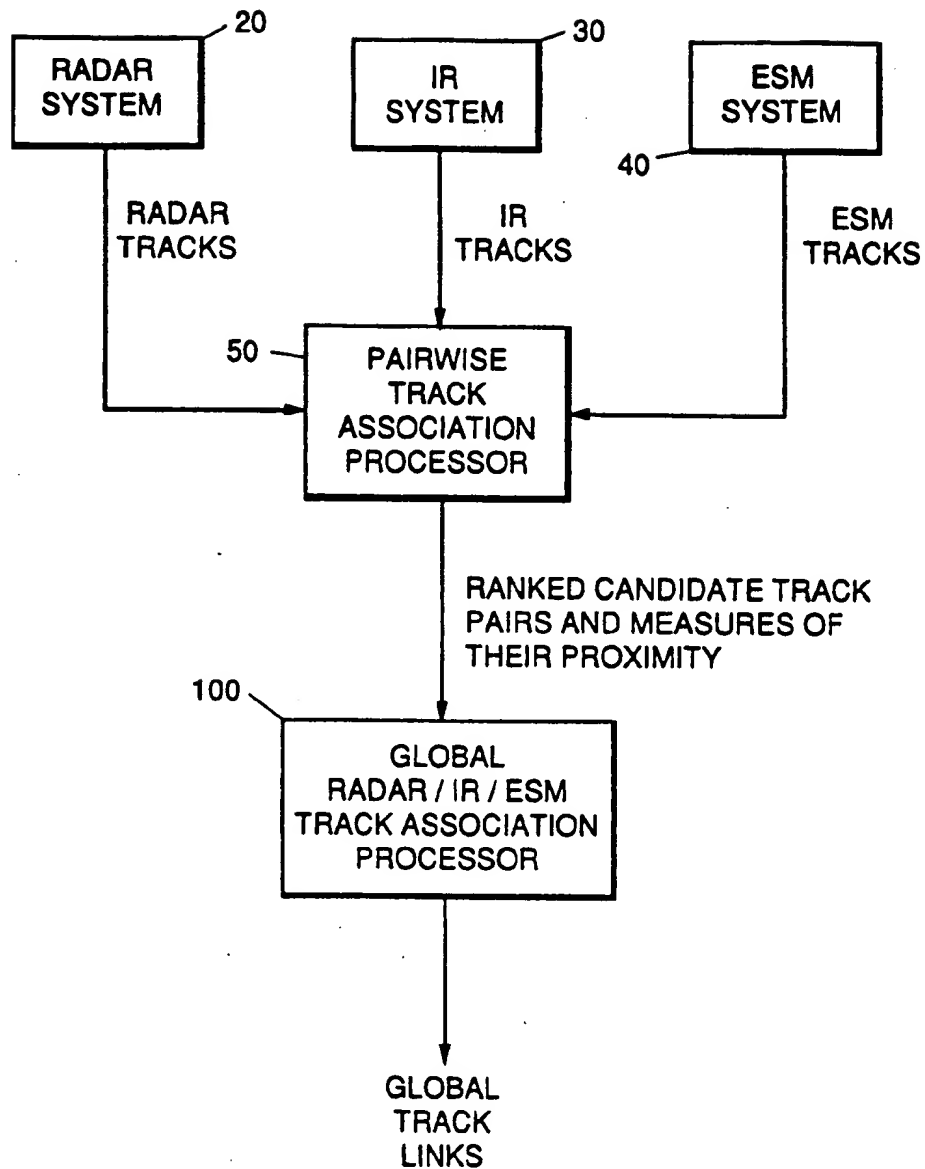 20
RADAR
SYSTEM
30
IR
SYSTEM
ESM
SYSTEM
40
RADAR
TRACKS
IR
TRACKS
ESM
TRACKS
50
PAIRWISE
TRACK
ASSOCIATION
PROCESSOR
RANKED CANDIDATE TRACK
PAIRS AND MEASURES OF
THEIR PROXIMITY
100
GLOBAL
RADAR / IR / ESM
TRACK ASSOCIATION
PROCESSOR
GLOBAL
TRACK
LINKS